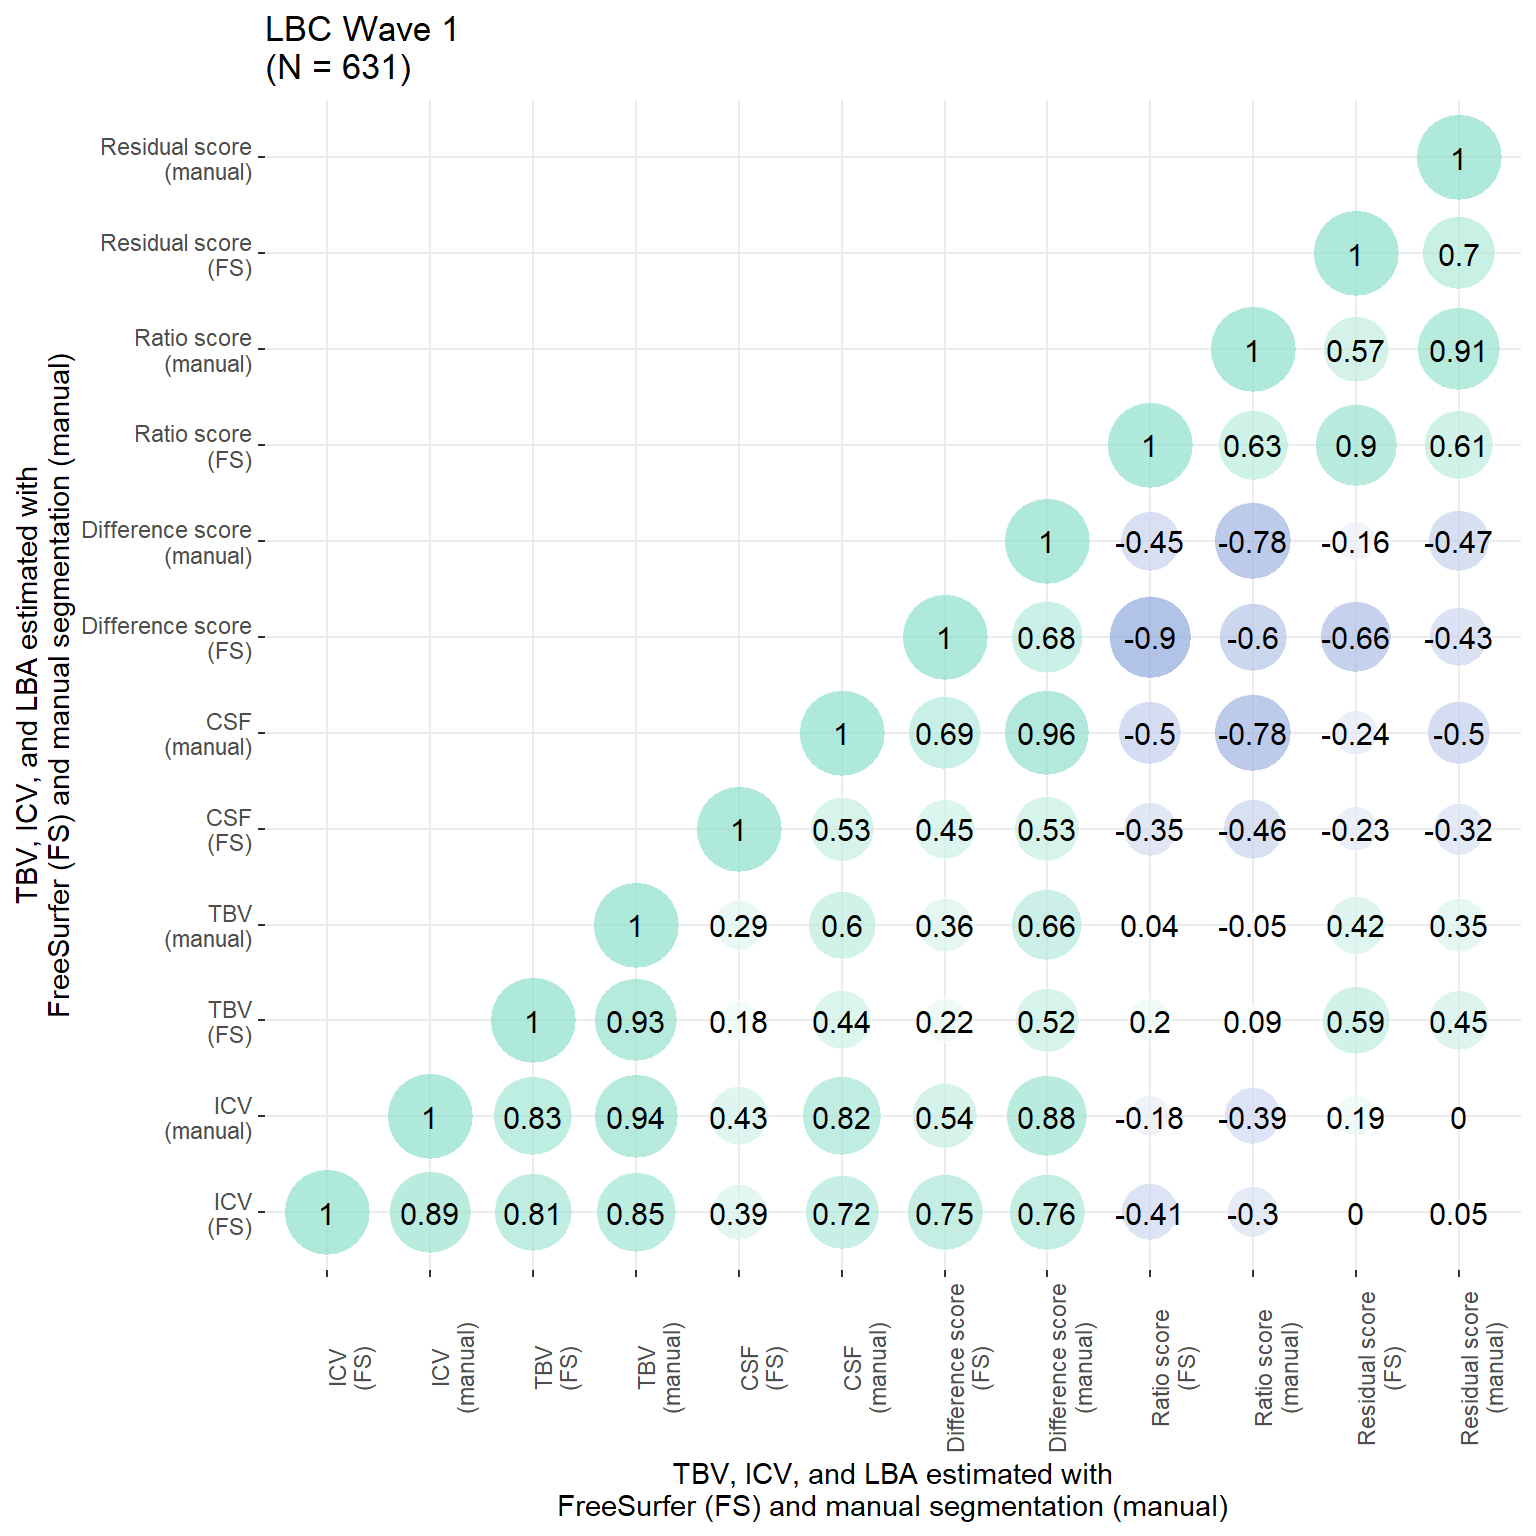 LBC Wave 1
(N = 631)
TBV, ICV, and LBA estimated with
FreeSurfer (FS) and manual segmentation (manual)
Residual score
(manual)
1
Residual score
(FS)
1 0.7
Ratio score
(manual)
1 0.57 0.91
Ratio score
(FS)
1 0.63 0.9 0.61
Difference score
(manual)
1 -0.45 -0.78 -0.16 -0.47
Difference score
(FS)
1 0.68 -0.9 -0.6 -0.66 -0.43
CSF
(manual)
1 0.69 0.96 -0.5 -0.78 -0.24 -0.5
CSF
(FS)
1 0.53 0.45 0.53 -0.35 -0.46 -0.23 -0.32
TBV
(manual)
1 0.29 0.6 0.36 0.66 0.04 -0.05 0.42 0.35
TBV
(FS)
1 0.93 0.18 0.44 0.22 0.52 0.2 0.09 0.59 0.45
ICV
(manual)
1 0.83 0.94 0.43 0.82 0.54 0.88 -0.18 -0.39 0.19 0
ICV
(FS)
1 0.89 0.81 0.85 0.39 0.72 0.75 0.76 -0.41 -0.3 0 0.05
ICV
(FS)
ICV
(manual)
TBV
(FS)
TBV
(manual)
CSF
(FS)
CSF
(manual)
Difference score
(FS)
Difference score
(manual)
Ratio score
(FS)
Ratio score
(manual)
Residual score
(FS)
Residual score
(manual)
TBV, ICV, and LBA estimated with
FreeSurfer (FS) and manual segmentation (manual)